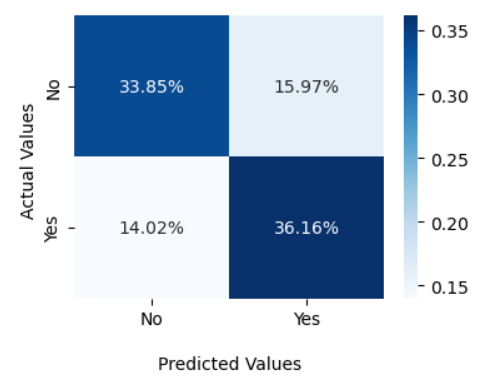 Actual Values
No
Yes
33.85%
15.97%
14.02%
36.16%
No
Yes
Predicted Values
0.35
0.30
0.25
0.20
0.15